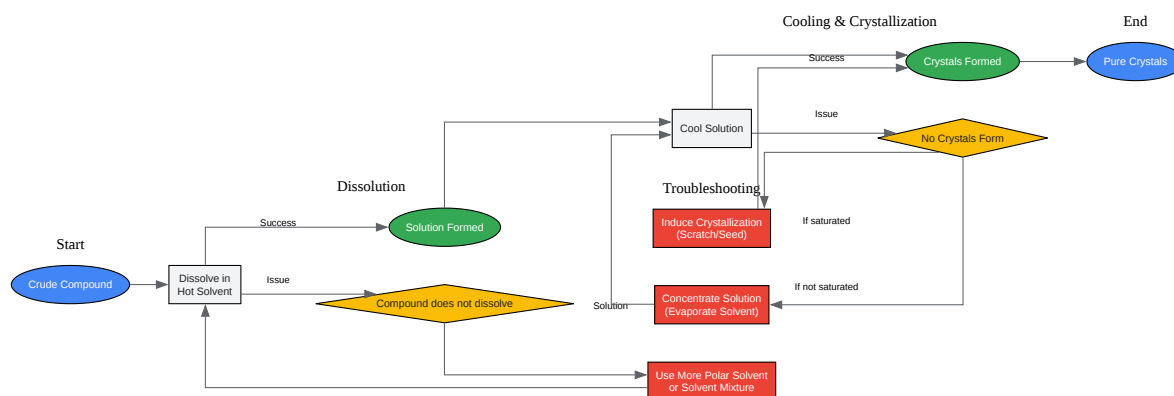 Cooling & Crystallization
End
Crystals Formed
Pure Crystals
Success
Cool Solution
Issue
No Crystals Form
Dissolution
Troubleshooting
Success
Solution Formed
Induce Crystallization
(Scratch/Seed)
If saturated
Start
Crude Compound
Dissolve in
Hot Solvent
Issue
Compound does not dissolve
Solution
Concentrate Solution
(Evaporate Solvent)
If not saturated
Use More Polar Solvent
or Solvent Mixture